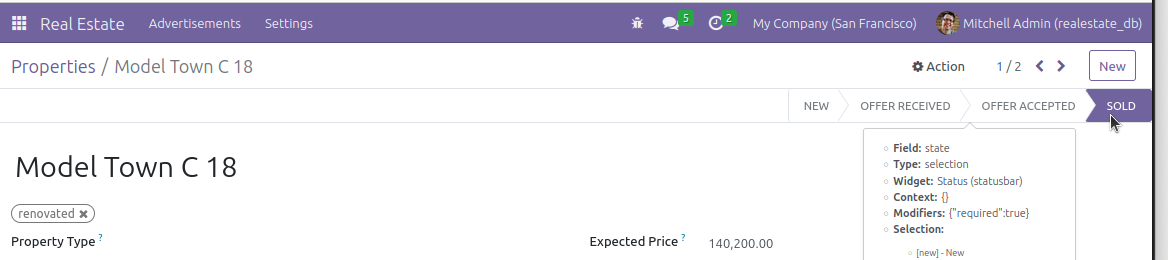 Real Estate Advertisements Settings 5 2 My Company (San Francisco) Mitchell Admin (realestate_db)
Properties / Model Town C 18 Action 1 / 2 New
NEW OFFER RECEIVED OFFER ACCEPTED SOLD
Model Town C 18
Field: state
Type: selection
Widget: Status (statusbar)
Context: {}
Modifiers: {"required":true}
Selection:
[new] - New
renovated ✖
Property Type ? Expected Price ? 140,200.00